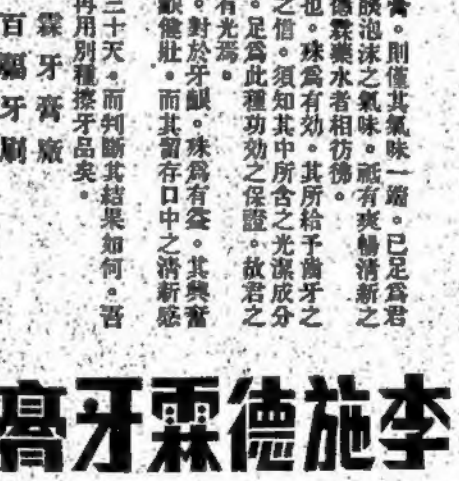 膏。則僅其氣味一端。已足爲君
胰泡沫之氣味。祇有爽暢清新之
德霖藥水者相彷彿。
也。殊爲有効。其所給予齒牙之
之借。須知其中所含之光潔成分
。足爲此種功効之保證。故君之
有光焉。
。對於牙齦。殊爲有益。其興奮
齦健壯。而其留存口中之清新感
三十天。而判斷其結果如何。吾
再用別種擦牙品矣。
霖牙膏廠
百 牙刷
李施德霖牙膏